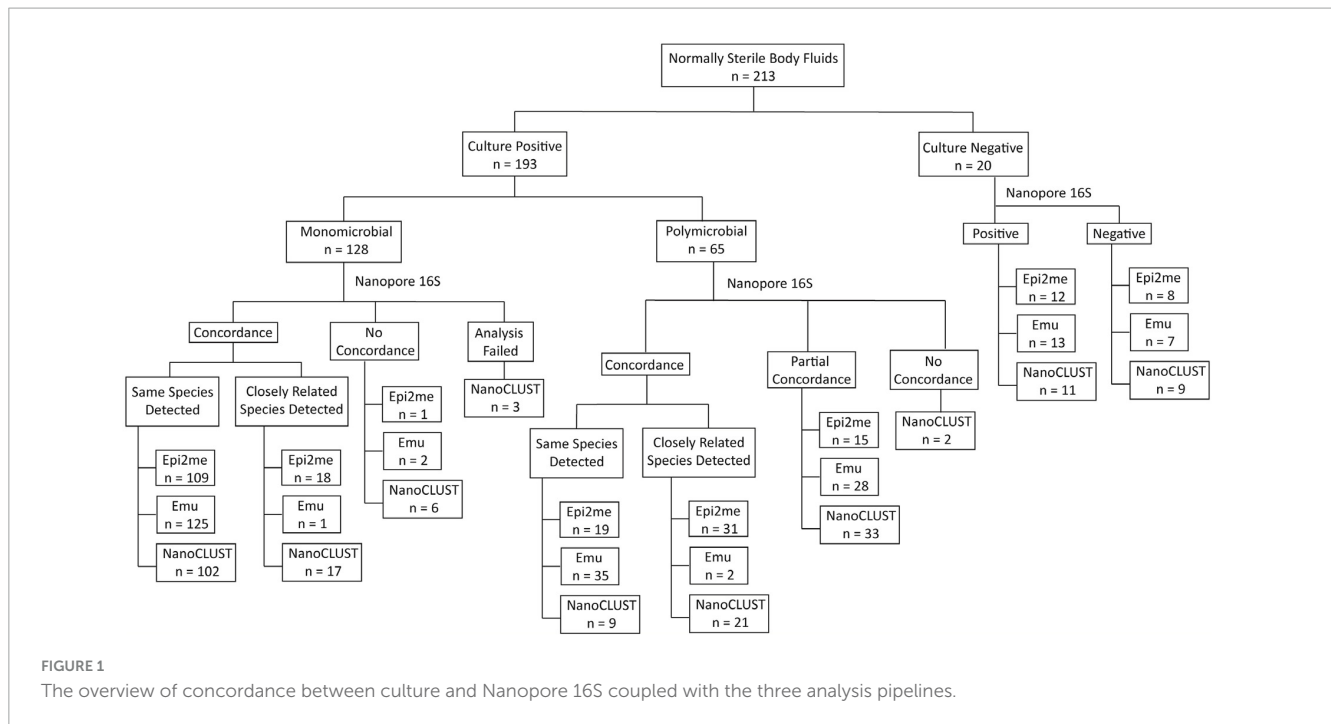 Normally Sterile Body Fluids
n = 213
Culture Positive
n = 193
Culture Negative
n = 20
Nanopore 16S
Monomicrobial
n = 128
Polymicrobial
n = 65
Positive
Negative
Nanopore 16S
Nanopore 16S
Epi2me
n = 12
Emu
n = 13
NanoCLUST
n = 11
Epi2me
n = 8
Emu
n = 7
NanoCLUST
n = 9
Concordance
No
Concordance
Analysis
Failed
Same Species
Detected
Closely Related
Species Detected
Epi2me
n = 109
Emu
n = 125
NanoCLUST
n = 102
Epi2me
n = 18
Emu
n = 1
NanoCLUST
n = 17
Epi2me
n = 1
Emu
n = 2
NanoCLUST
n = 6
NanoCLUST
n = 3
Concordance
Partial
Concordance
No
Concordance
Same Species
Detected
Closely Related
Species Detected
Epi2me
n = 19
Emu
n = 35
NanoCLUST
n = 9
Epi2me
n = 31
Emu
n = 2
NanoCLUST
n = 21
Epi2me
n = 15
Emu
n = 28
NanoCLUST
n = 33
NanoCLUST
n = 2
FIGURE 1
The overview of concordance between culture and Nanopore 16S coupled with the three analysis pipelines.